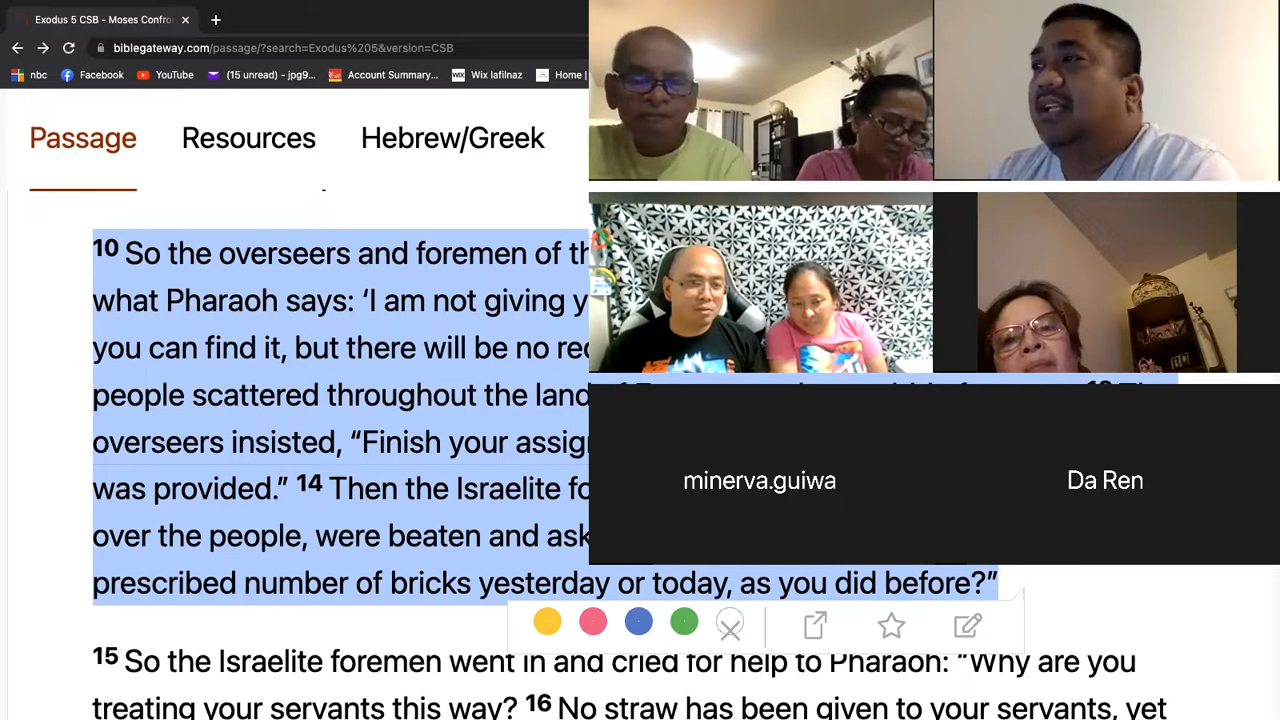 Exodus 5 CSB - Moses Confro
biblegateway.com/passage/?search=Exodus%205&version=CSB
nbc Facebook YouTube (15 unread) - jpg9... Account Summary... WIX Wix lafilnaz Home |
Passage Resources Hebrew/Greek
10 So the overseers and foremen of th
what Pharaoh says: ‘I am not giving y
you can find it, but there will be no red
people scattered throughout the land
overseers insisted, “Finish your assig
was provided.” 14 Then the Israelite fo
over the people, were beaten and ask
prescribed number of bricks yesterday or today, as you did before?”
15 So the Israelite foremen went in and cried for help to Pharaoh: “Why are you
treating your servants this way? 16 No straw has been given to your servants, yet
minerva.guiwa
Da Ren